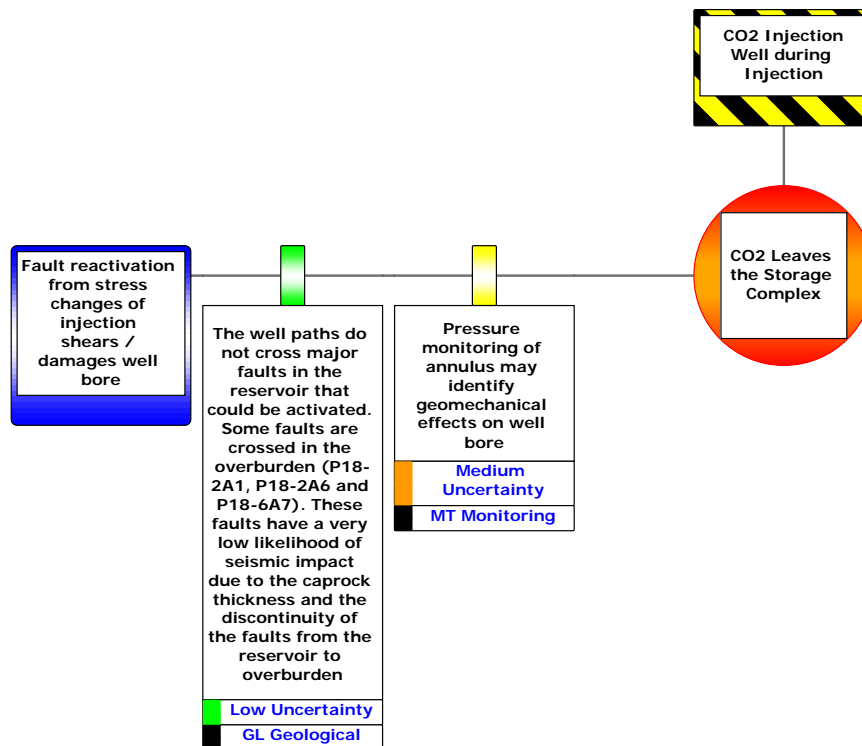 CO2 Injection
Well during
Injection
CO2 Leaves
the Storage
Complex
Fault reactivation
from stress
changes of
injection
shears /
damages well
bore
The well paths do
not cross major
faults in the
reservoir that
could be activated.
Some faults are
crossed in the
overburden (P18-
2A1, P18-2A6 and
P18-6A7). These
faults have a very
low likelihood of
seismic impact
due to the caprock
thickness and the
discontinuity of
the faults from the
reservoir to
overburden
Low Uncertainty
GL Geological
Pressure
monitoring of
annulus may
identify
geomechanical
effects on well
bore
Medium
Uncertainty
MT Monitoring